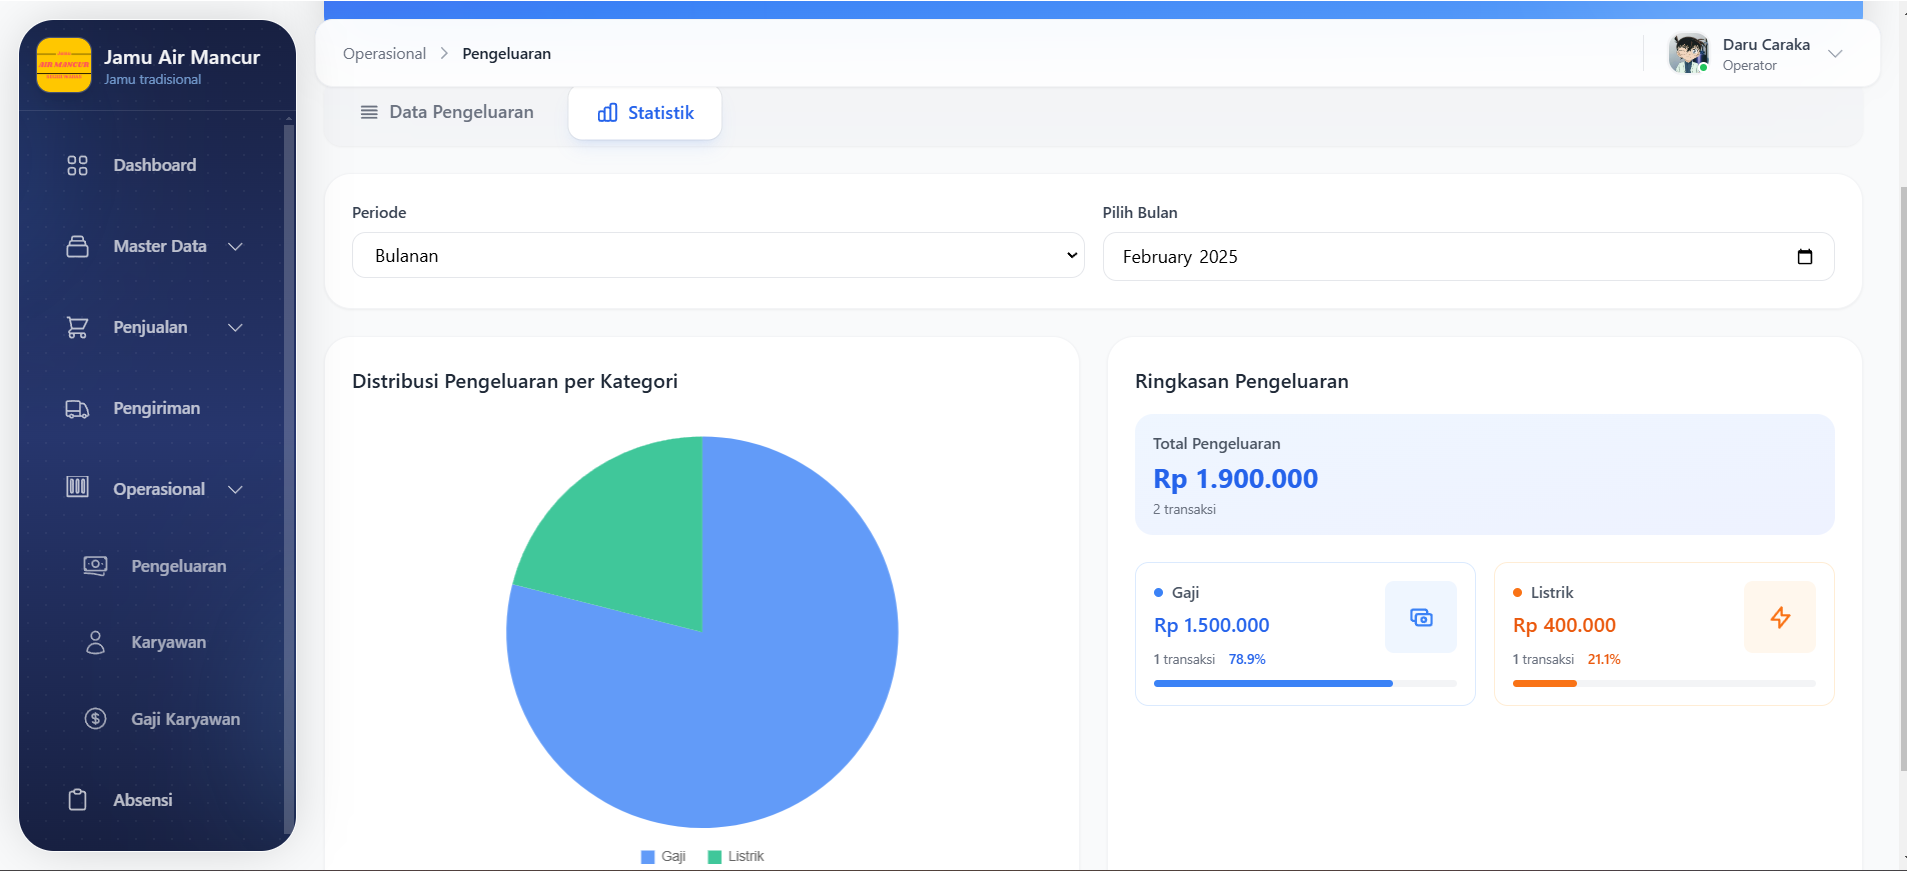 AIR MANCUR
Jamu Air Mancur
Jamu tradisional
Dashboard
Master Data
Penjualan
Pengiriman
Operasional
Pengeluaran
Karyawan
Gaji Karyawan
Absensi
Operasional > Pengeluaran
Daru Caraka
Operator
Data Pengeluaran
Statistik
Periode
Bulanan
Pilih Bulan
February 2025
Distribusi Pengeluaran per Kategori
Gaji
Listrik
Ringkasan Pengeluaran
Total Pengeluaran
Rp 1.900.000
2 transaksi
Gaji
Rp 1.500.000
1 transaksi 78.9%
Listrik
Rp 400.000
1 transaksi 21.1%